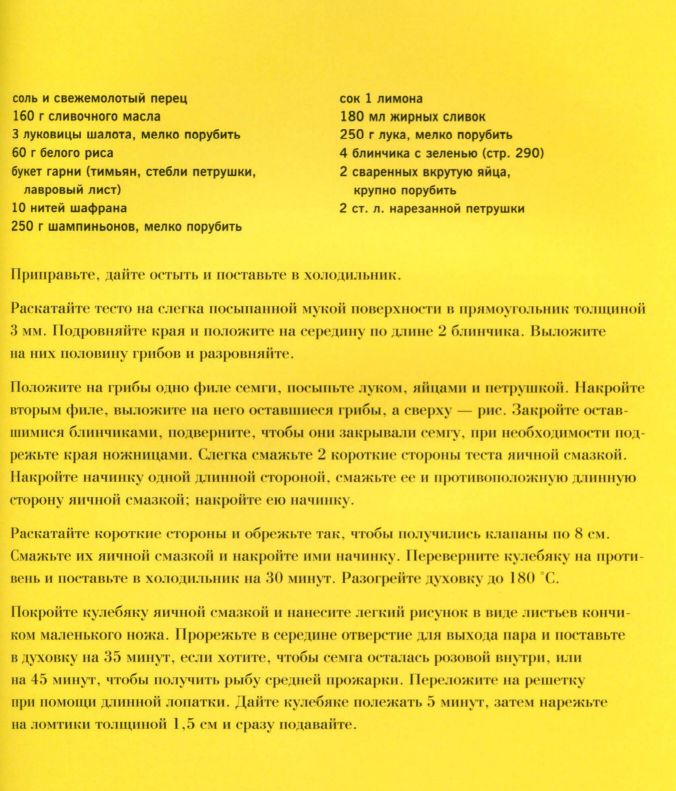 соль и свежемолотый перец
160 г сливочного масла
3 луковицы шалота, мелко порубить
60 г белого риса
букет гарни (тимьян, стебли петрушки,
лавровый лист)
10 нитей шафрана
250 г шампиньонов, мелко порубить
сок 1 лимона
180 мл жирных сливок
250 г лука, мелко порубить
4 блинчика с зеленью (стр. 290)
2 сваренных вкрутую яйца,
крупно порубить
2 ст. л. нарезанной петрушки
Приправьте, дайте остыть и поставьте в холодильник.
Раскатайте тесто на слегка посыпанной мукой поверхности в прямоугольник толщиной
3 мм. Подровняйте края и положите на середину по длине 2 блинчика. Выложите
на них половину грибов и разровняйте.
Положите на грибы одно филе семги, посыпьте луком, яйцами и петрушкой. Накройте
вторым филе, выложите на него оставшиеся грибы, а сверху — рис. Закройте остав-
шимися блинчиками, подверните, чтобы они закрывали семгу, при необходимости под-
режьте края ножницами. Слегка смажьте 2 короткие стороны теста яичной смазкой.
Накройте начинку одной длинной стороной, смажьте ее и противоположную длинную
сторону яичной смазкой; накройте ею начинку.
Раскатайте короткие стороны и обрежьте так, чтобы получились клапаны по 8 см.
Смажьте их яичной смазкой и накройте ими начинку. Переверните кулебяку на проти-
вень и поставьте в холодильник на 30 минут. Разогрейте духовку до 180 °C.
Покройте кулебяку яичной смазкой и нанесите легкий рисунок в виде листьев кончи-
ком маленького ножа. Прорежьте в середине отверстие для выхода пара и поставьте
в духовку на 35 минут, если хотите, чтобы семга осталась розовой внутри, или
на 45 минут, чтобы получить рыбу средней прожарки. Переложите на решетку
при помощи длинной лопатки. Дайте кулебяке полежать 5 минут, затем нарежьте
на ломтики толщиной 1,5 см и сразу подавайте.